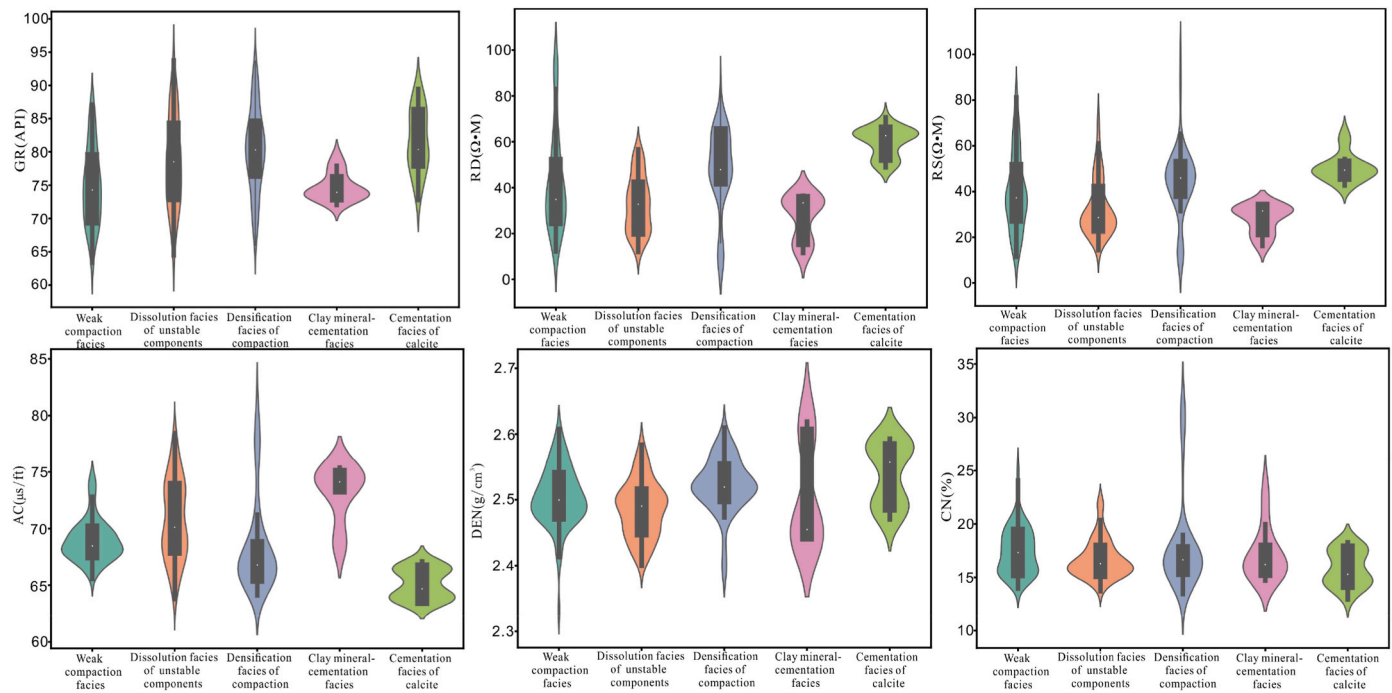 GR(API)
100
95
90
85
80
75
70
65
60
Weak
compaction
facies
Dissolution facies
of unstable
components
Densification
facies of
compaction
Clay mineral-
cementation
facies
Cementation
facies of
calcite
RD(Ω•M)
100
80
60
40
20
0
Weak
compaction
facies
Dissolution facies
of unstable
components
Densification
facies of
compaction
Clay mineral-
cementation
facies
Cementation
facies of
calcite
RS(Ω•M)
100
80
60
40
20
0
Weak
compaction
facies
Dissolution facies
of unstable
components
Densification
facies of
compaction
Clay mineral-
cementation
facies
Cementation
facies of
calcite
AC(μs/ft)
85
80
75
70
65
60
Weak
compaction
facies
Dissolution facies
of unstable
components
Densification
facies of
compaction
Clay mineral-
cementation
facies
Cementation
facies of
calcite
DEN(g/cm³)
2.7
2.6
2.5
2.4
2.3
Weak
compaction
facies
Dissolution facies
of unstable
components
Densification
facies of
compaction
Clay mineral-
cementation
facies
Cementation
facies of
calcite
CN(%)
35
30
25
20
15
10
Weak
compaction
facies
Dissolution facies
of unstable
components
Densification
facies of
compaction
Clay mineral-
cementation
facies
Cementation
facies of
calcite